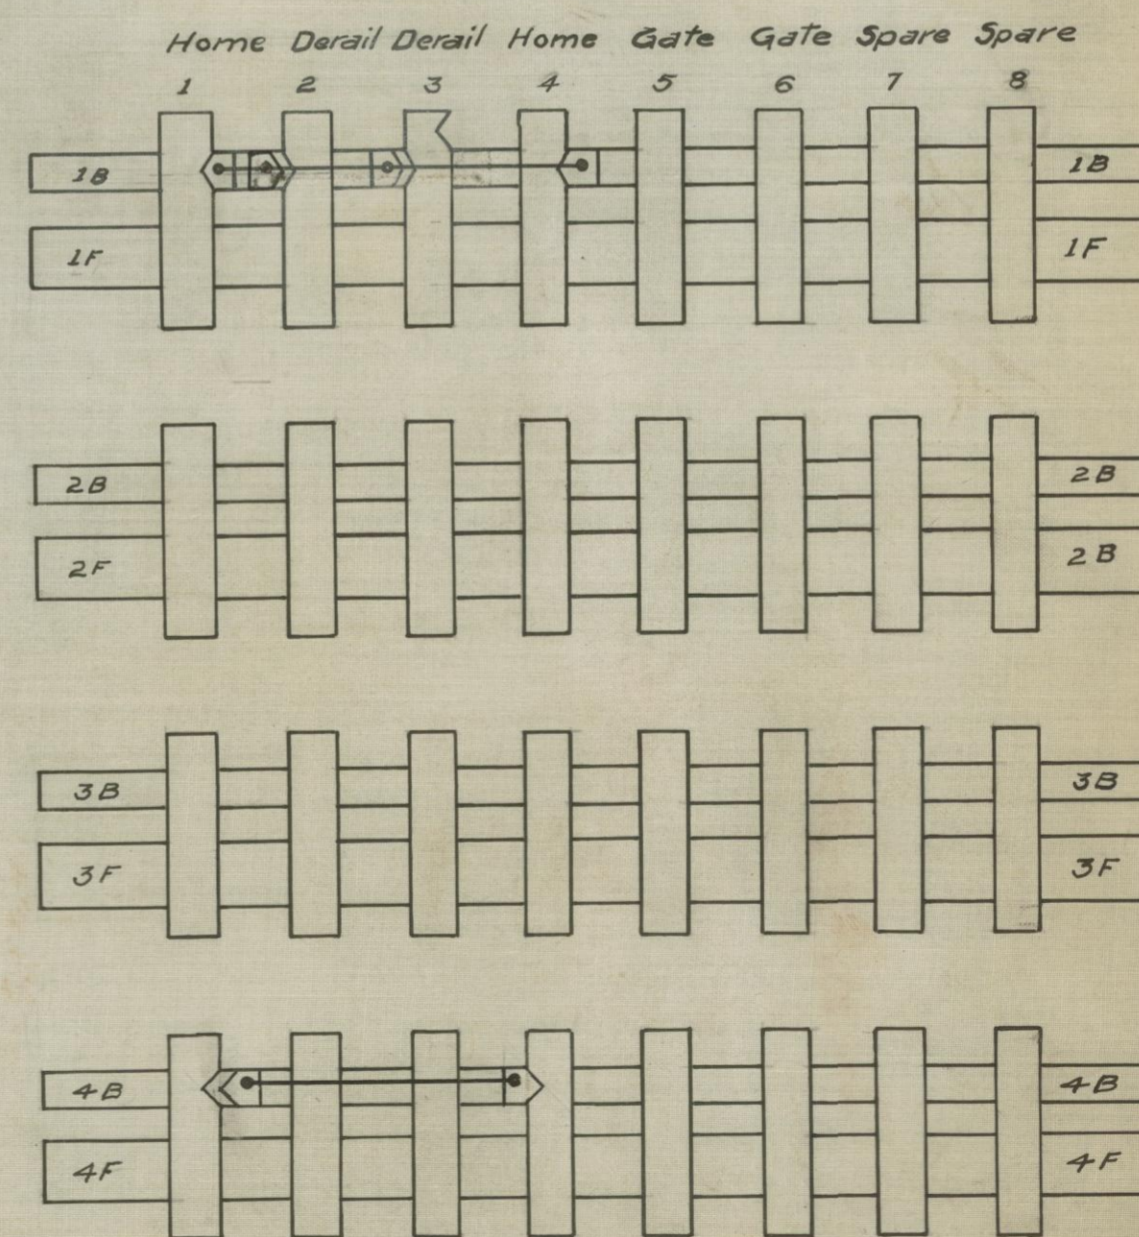 Home Derail Derail Home Gate Gate Spare Spare
1 2 3 4 5 6 7 8
1B 1B
1F 1F
2B 2B
2F 2B
3B 3B
3F 3F
4B 4B
4F 4F